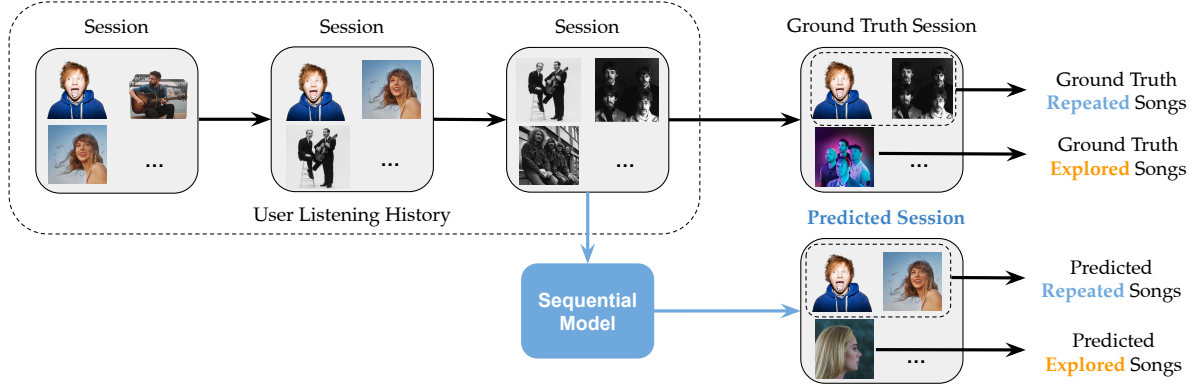 Session
Session
Session
Ground Truth Session
...
...
...
...
Ground Truth
Repeated Songs
Ground Truth
Explored Songs
User Listening History
Predicted Session
Sequential
Model
...
Predicted
Repeated Songs
Predicted
Explored Songs